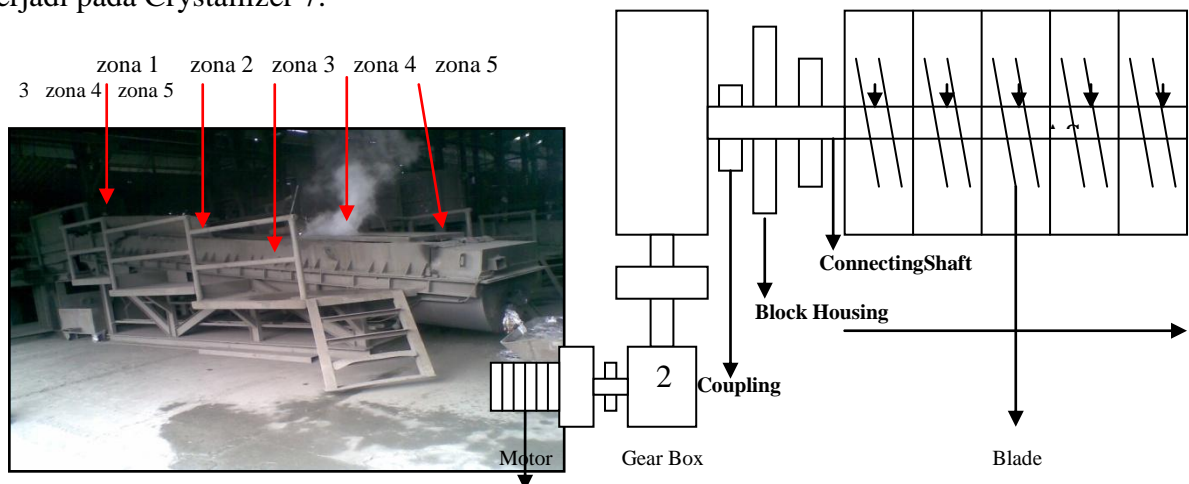 erjadi pada Crystallizer 7.
zona 1 zona 2 zona 3 zona 4 zona 5
3 zona 4 zona 5
ConnectingShaft
Block Housing
2
Coupling
Motor
Gear Box
Blade